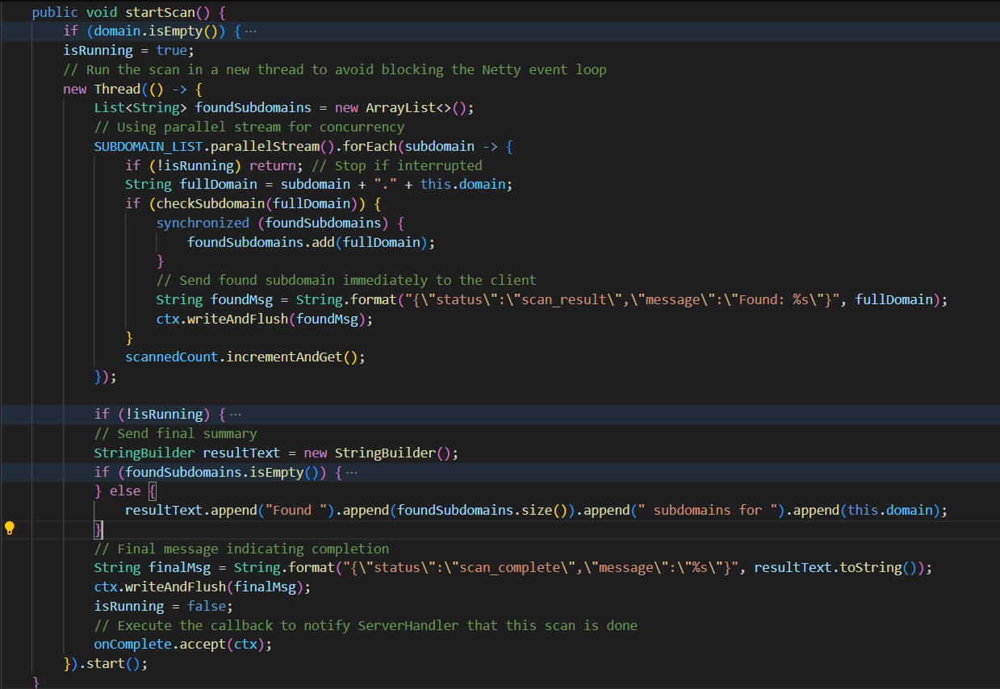 public void startScan() {
if (domain.isEmpty()) { ···
isRunning = true;
// Run the scan in a new thread to avoid blocking the Netty event loop
new Thread(() -> {
List<String> foundSubdomains = new ArrayList<>();
// Using parallel stream for concurrency
SUBDOMAIN_LIST.parallelStream().forEach(subdomain -> {
if (!isRunning) return; // Stop if interrupted
String fullDomain = subdomain + "." + this.domain;
if (checkSubdomain(fullDomain)) {
synchronized (foundSubdomains) {
foundSubdomains.add(fullDomain);
}
// Send found subdomain immediately to the client
String foundMsg = String.format("{\"status\":\"scan_result\",\"message\":\"Found: %s\"}", fullDomain);
ctx.writeAndFlush(foundMsg);
}
scannedCount.incrementAndGet();
});
if (!isRunning) { ···
// Send final summary
StringBuilder resultText = new StringBuilder();
if (foundSubdomains.isEmpty()) { ···
} else {
resultText.append("Found ").append(foundSubdomains.size()).append(" subdomains for ").append(this.domain);
}
// Final message indicating completion
String finalMsg = String.format("{\"status\":\"scan_complete\",\"message\":\"%s\"}", resultText.toString());
ctx.writeAndFlush(finalMsg);
isRunning = false;
// Execute the callback to notify ServerHandler that this scan is done
onComplete.accept(ctx);
}).start();
}